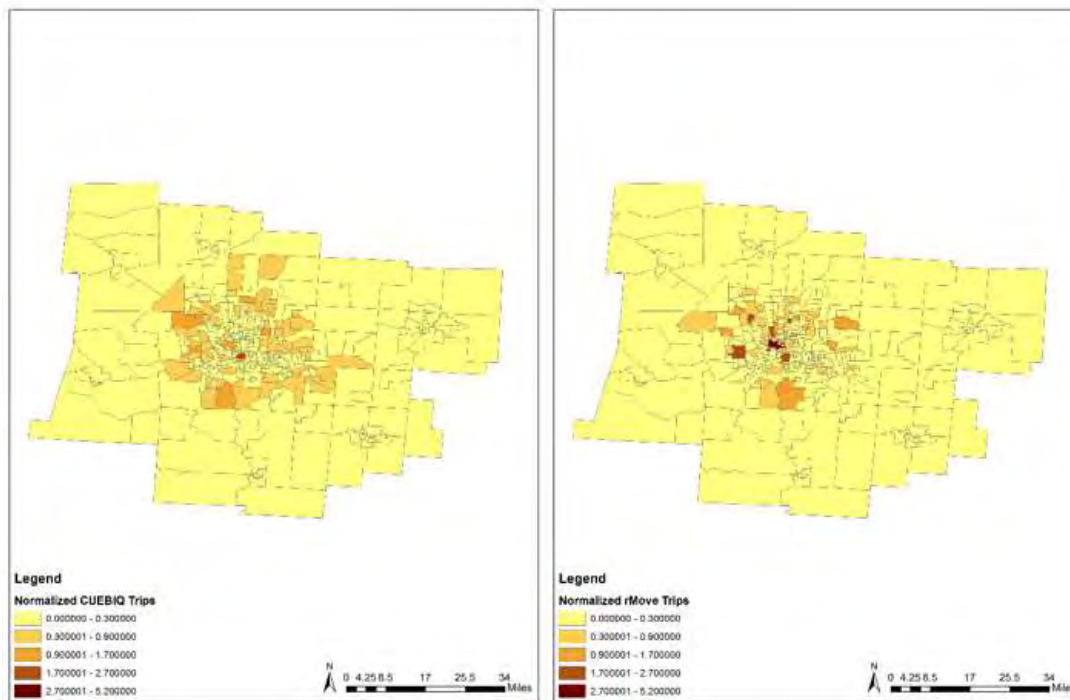 Legend
Normalized CUEBIQ Trips
0.000000 - 0.300000
0.300001 - 0.900000
0.900001 - 1.700000
1.700001 - 2.700000
2.700001 - 5.200000
N
0 4.25 8.5 17 25.5 34
Miles
Legend
Normalized rMove Trips
0.000000 - 0.300000
0.300001 - 0.900000
0.900001 - 1.700000
1.700001 - 2.700000
2.700001 - 5.200000
N
0 4.25 8.5 17 25.5 34
Miles